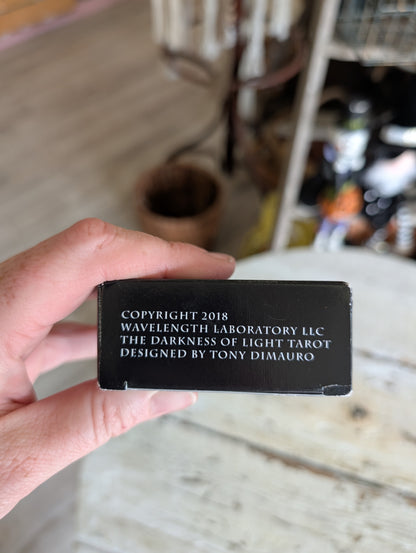 COPYRIGHT 2018
WAVELENGTH LABORATORY LLC
THE DARKNESS OF LIGHT TAROT
DESIGNED BY TONY DIMAURO